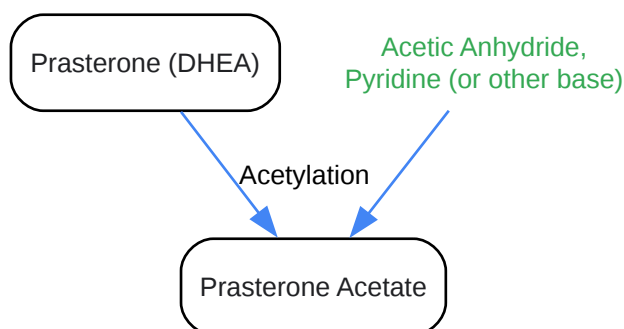 Prasterone (DHEA)
Acetic Anhydride,
Pyridine (or other base)
Acetylation
Prasterone Acetate